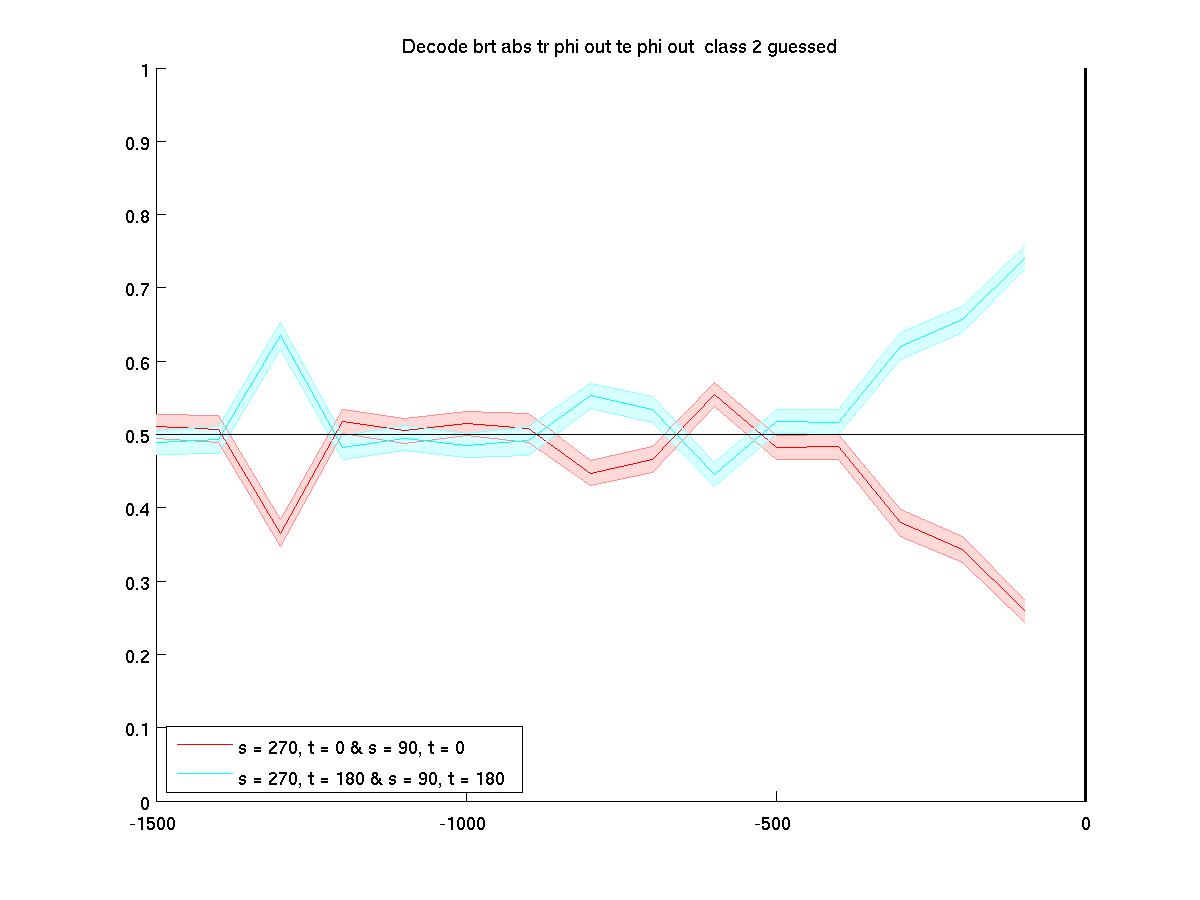 Decode brt abs tr phi out te phi out  class 2 guessed
1
0.9
0.8
0.7
0.6
0.5
0.4
0.3
0.2
0.1
0
s = 270, t = 0 & s = 90, t = 0
s = 270, t = 180 & s = 90, t = 180
-1500 -1000 -500 0